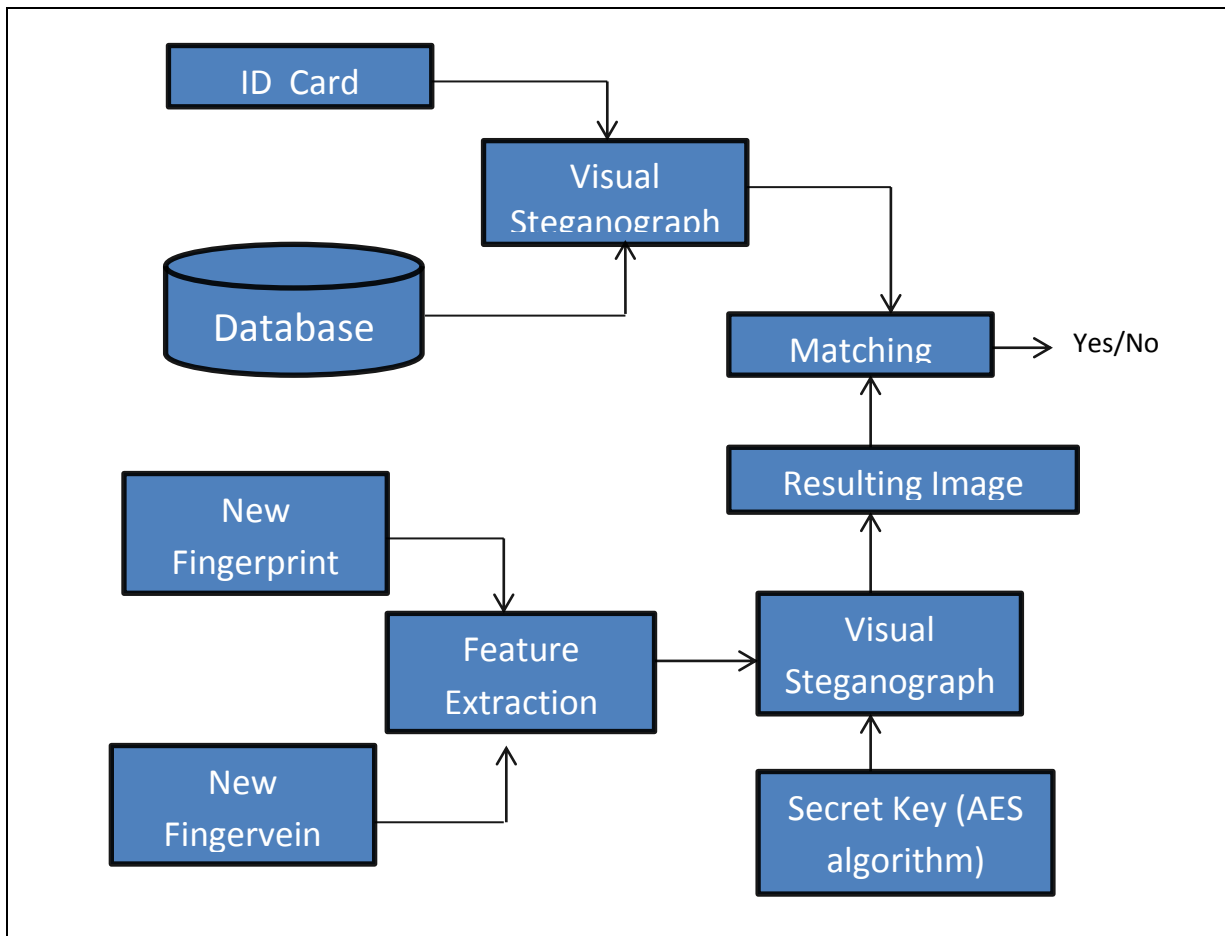 ID Card
Visual
Steganograph
Database
Matching
Yes/No
Resulting Image
New
Fingerprint
Feature
Extraction
Visual
Steganograph
New
Fingervein
Secret Key (AES
algorithm)